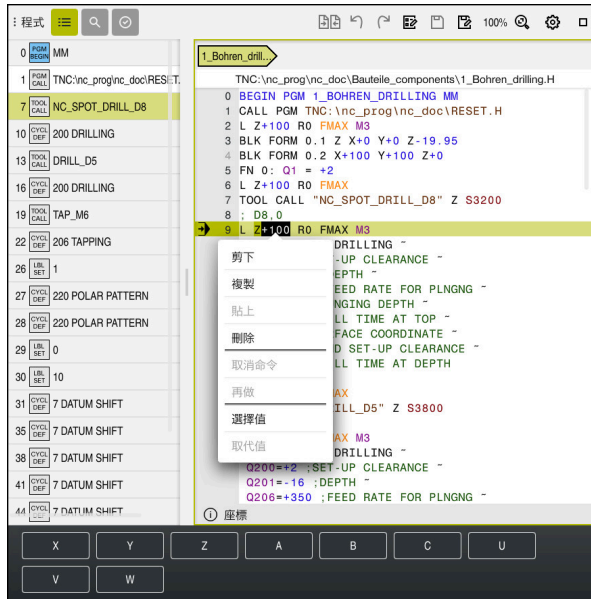 程式
100%
0 PGM BEGIN MM
1 PGM CALL TNC:\nc_prog\nc_doc\RESET.
7 TOOL CALL NC_SPOT_DRILL_D8
10 CYCL DEF 200 DRILLING
13 TOOL CALL DRILL_D5
16 CYCL DEF 200 DRILLING
19 TOOL CALL TAP_M6
22 CYCL DEF 206 TAPPING
26 LBL SET 1
27 CYCL DEF 220 POLAR PATTERN
28 CYCL DEF 220 POLAR PATTERN
29 LBL SET 0
30 LBL SET 10
31 CYCL DEF 7 DATUM SHIFT
35 CYCL DEF 7 DATUM SHIFT
38 CYCL DEF 7 DATUM SHIFT
41 CYCL DEF 7 DATUM SHIFT
44 CYCL DEF 7 DATUM SHIFT
1_Bohren_drill...
TNC:\nc_prog\nc_doc\Bauteile_components\1_Bohren_drilling.H
0 BEGIN PGM 1_BOHREN_DRILLING MM
1 CALL PGM TNC:\nc_prog\nc_doc\RESET.H
2 L Z+100 R0 FMAX M3
3 BLK FORM 0.1 Z X+0 Y+0 Z-19.95
4 BLK FORM 0.2 X+100 Y+100 Z+0
5 FN 0: Q1 = +2
6 L Z+100 R0 FMAX
7 TOOL CALL "NC_SPOT_DRILL_D8" Z S3200
8 ; D8,0
9 L Z+100 R0 FMAX M3
DRILLING ~
-UP CLEARANCE ~
EPTH ~
EED RATE FOR PLNGNG ~
NGING DEPTH ~
LL TIME AT TOP ~
FACE COORDINATE ~
D SET-UP CLEARANCE ~
LL TIME AT DEPTH
AX
ILL_D5" Z S3800
AX M3
DRILLING ~
Q200=+2 ;SET-UP CLEARANCE ~
Q201=-16 ;DEPTH ~
Q206=+350 ;FEED RATE FOR PLNGNG ~
剪下
複製
貼上
刪除
取消命令
再做
選擇值
取代值
座標
X Y Z A B C U
V W